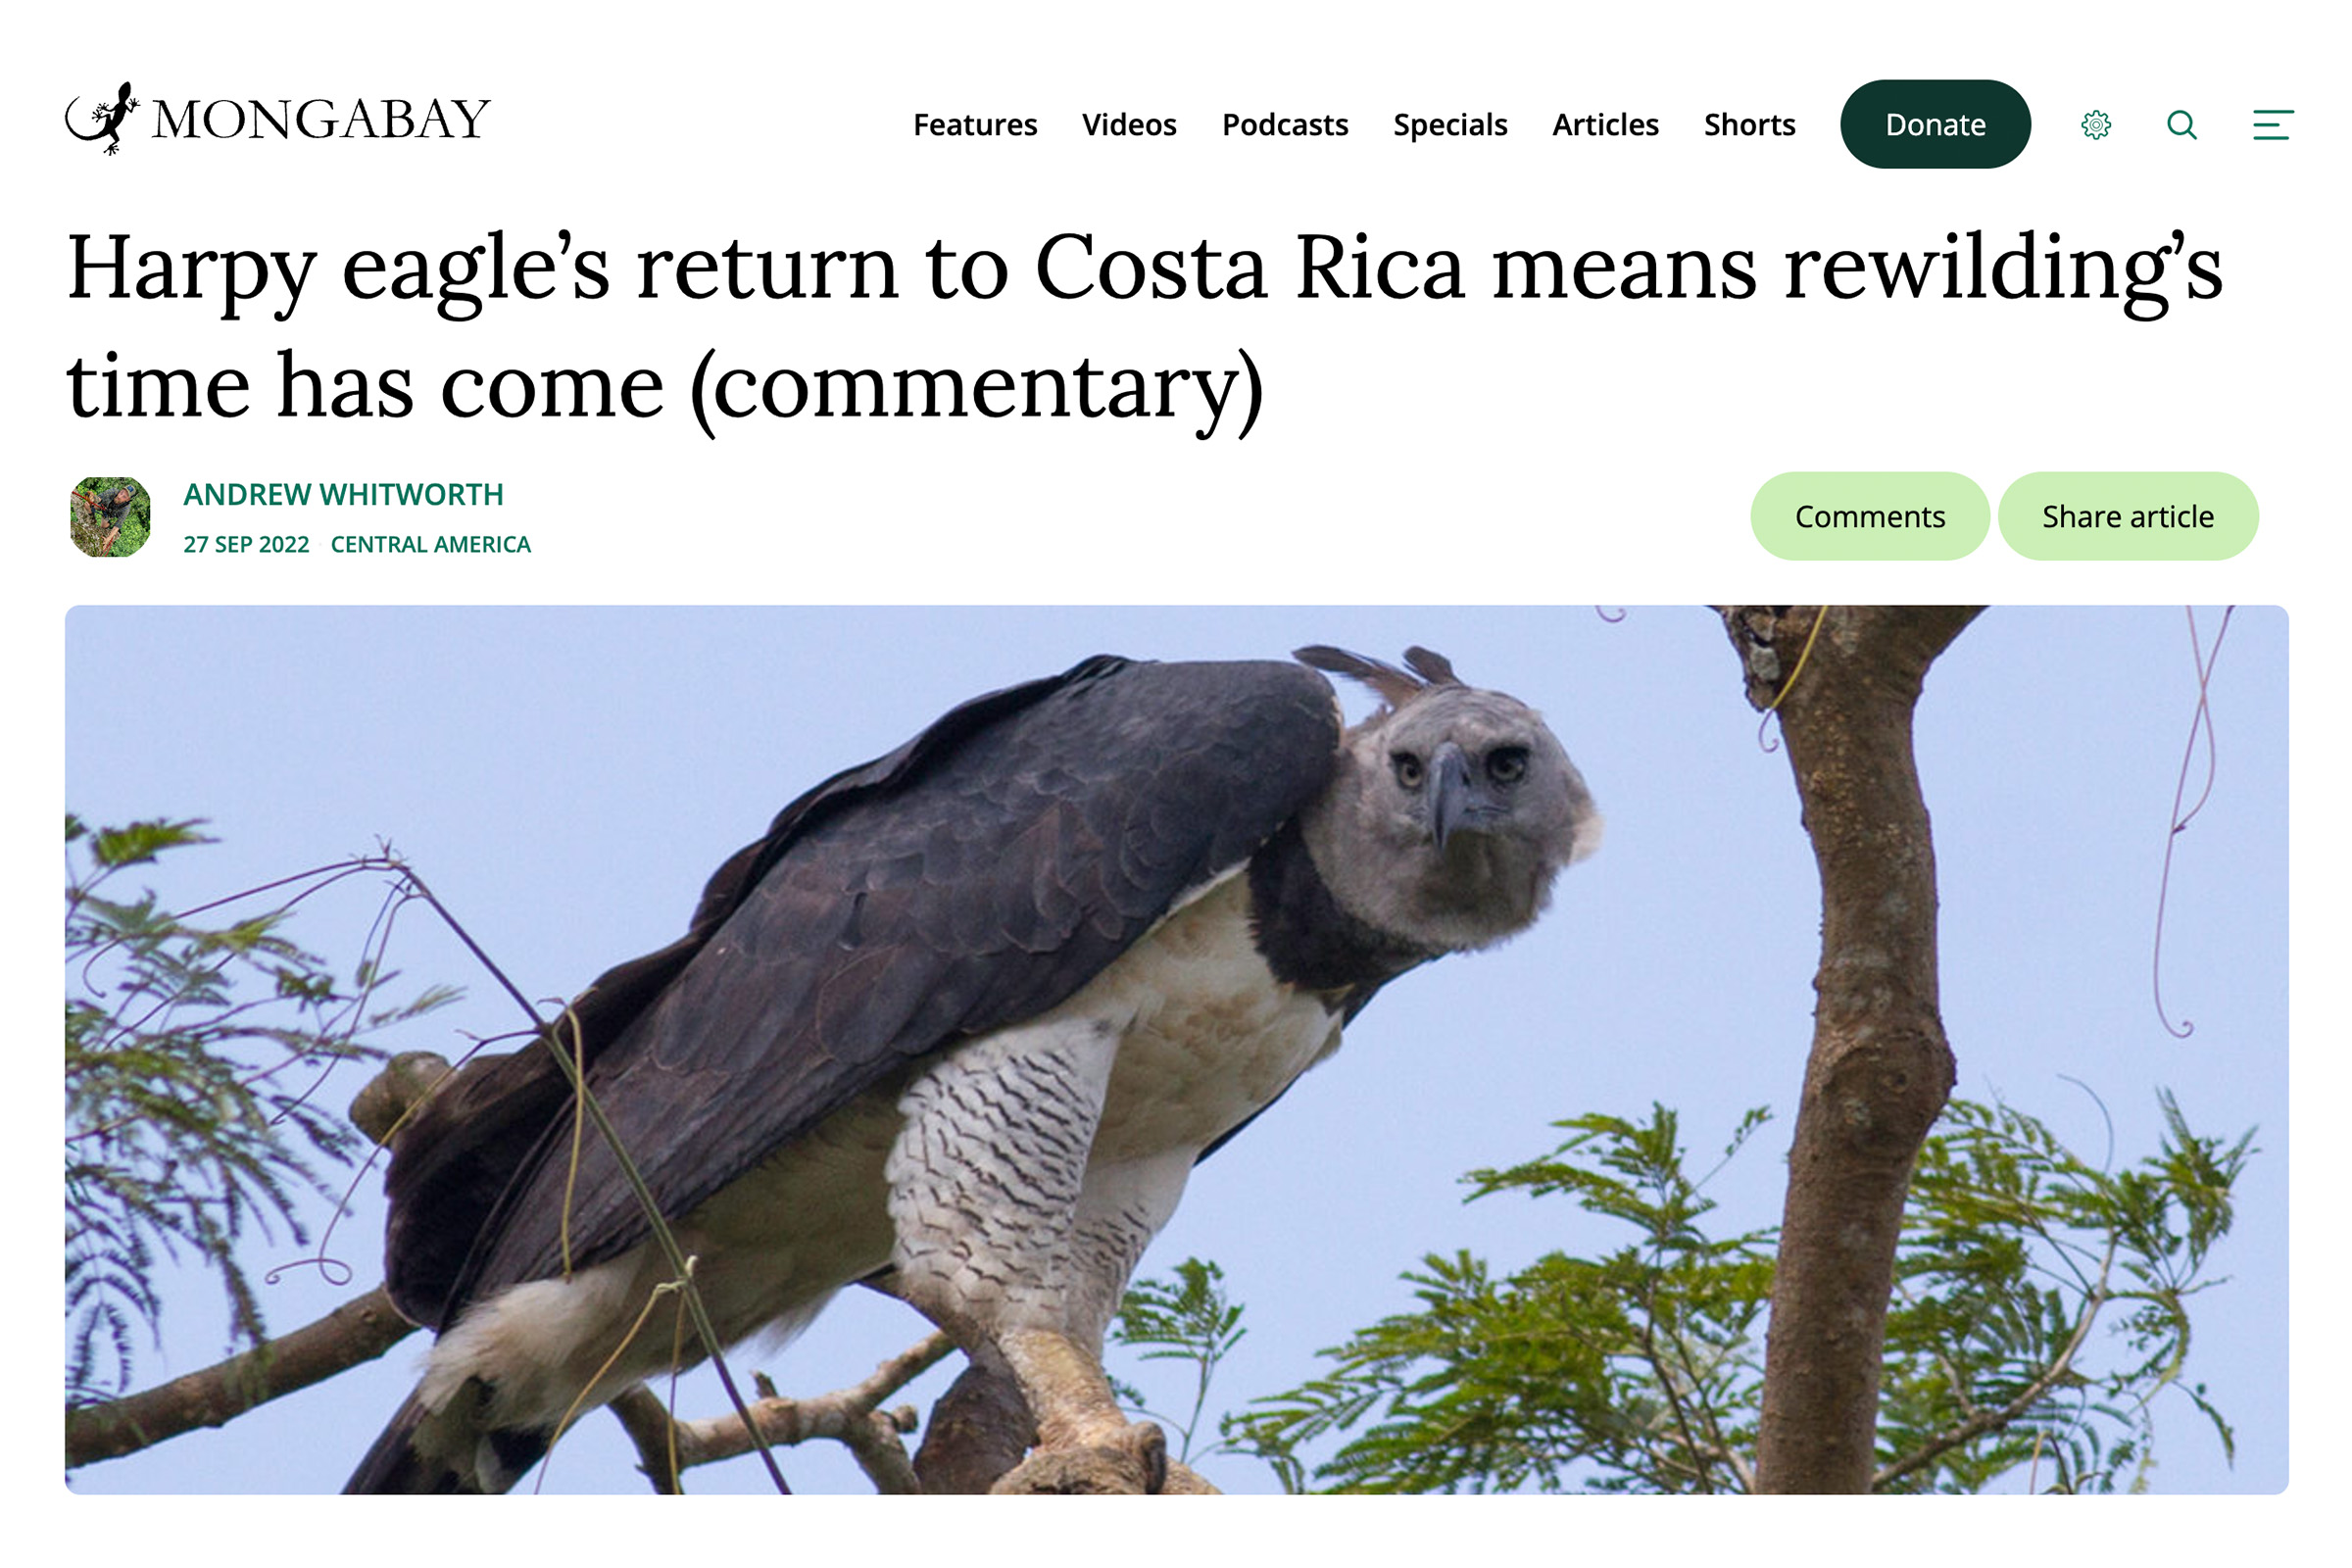 MONGABAY
Features Videos Podcasts Specials Articles Shorts Donate
Harpy eagle’s return to Costa Rica means rewilding’s
time has come (commentary)
ANDREW WHITWORTH
27 SEP 2022 CENTRAL AMERICA
Comments Share article